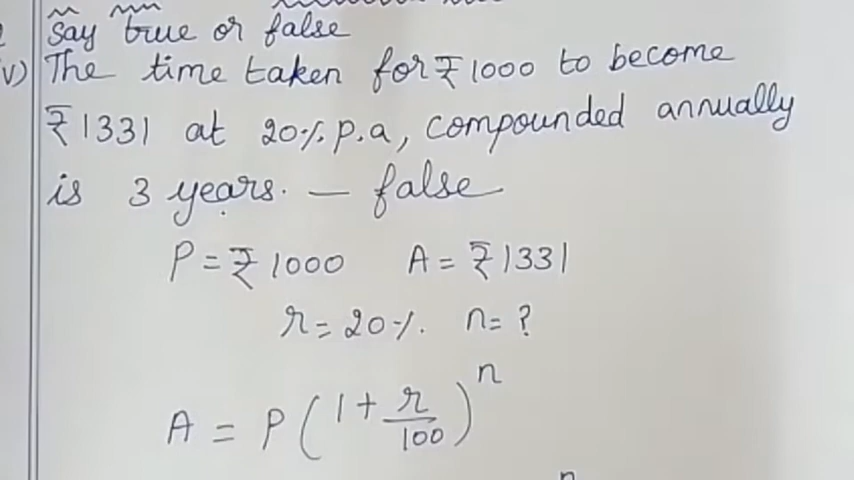 Say true or false
v) The time taken for ₹1000 to become
₹1331 at 20% p.a, compounded annually
is 3 years. — false
P = ₹1000 A = ₹1331
r = 20%. n = ?
A = P(1 + r/100)^n
n